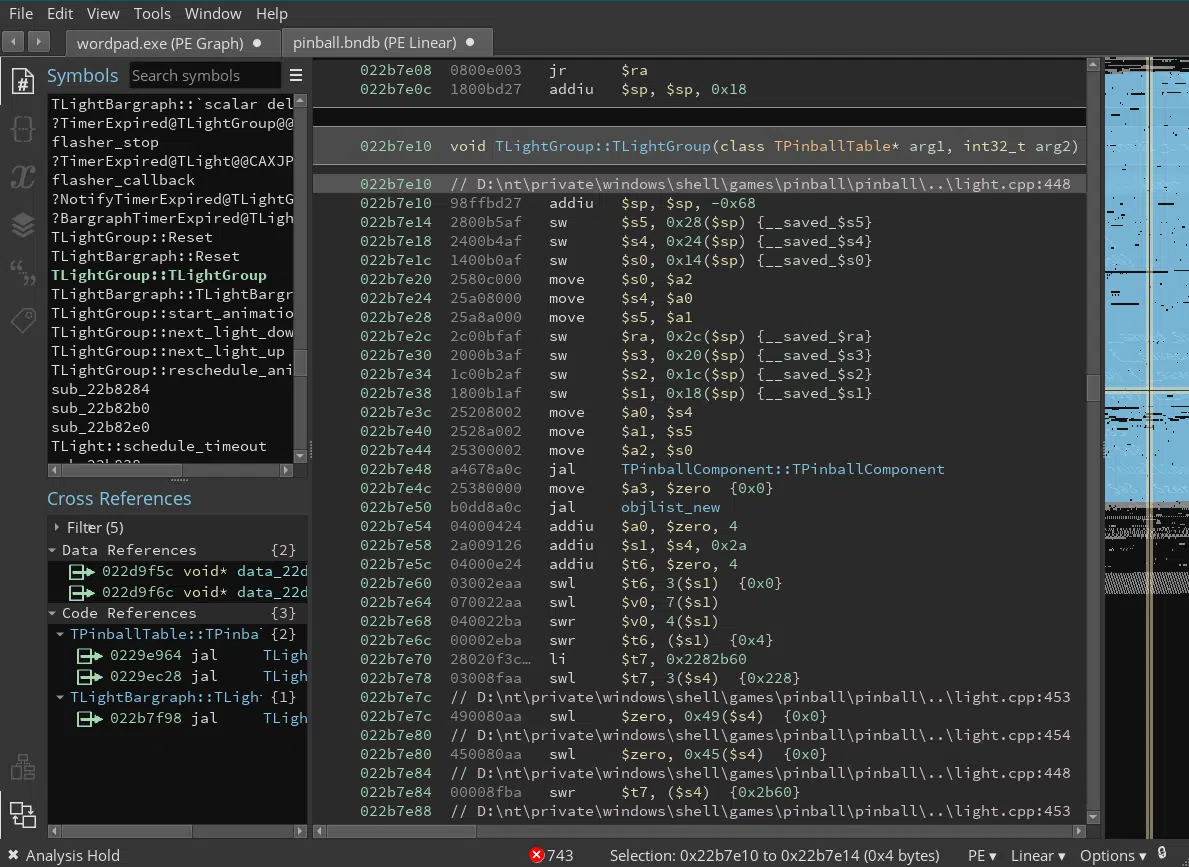 File Edit View Tools Window Help
wordpad.exe (PE Graph) ● pinball.bndb (PE Linear) ●
Symbols Search symbols
TLightBargraph::`scalar del
?TimerExpired@TLightGroup@@
flasher_stop
?TimerExpired@TLight@@CAXJP
flasher_callback
?NotifyTimerExpired@TLightG
?BargraphTimerExpired@TLigh
TLightGroup::Reset
TLightBargraph::Reset
TLightGroup::TLightGroup
TLightBargraph::TLightBargr
TLightGroup::start_animatio
TLightGroup::next_light_dow
TLightGroup::next_light_up
TLightGroup::reschedule_ani
sub_22b8284
sub_22b82b0
sub_22b82e0
TLight::schedule_timeout
Cross References
Filter (5)
Data References {2}
022d9f5c void* data_22d
022d9f6c void* data_22d
Code References {3}
TPinballTable::TPinba {2}
0229e964 jal TLigh
0229ec28 jal TLigh
TLightBargraph::TLigh {1}
022b7f98 jal TLigh
022b7e08 0800e003 jr $ra
022b7e0c 1800bd27 addiu $sp, $sp, 0x18
022b7e10 void TLightGroup::TLightGroup(class TPinballTable* arg1, int32_t arg2)
022b7e10 // D:\nt\private\windows\shell\games\pinball\pinball\..\light.cpp:448
022b7e10 98ffbd27 addiu $sp, $sp, -0x68
022b7e14 2800b5af sw $s5, 0x28($sp) {__saved_$s5}
022b7e18 2400b4af sw $s4, 0x24($sp) {__saved_$s4}
022b7e1c 1400b0af sw $s0, 0x14($sp) {__saved_$s0}
022b7e20 2580c000 move $s0, $a2
022b7e24 25a08000 move $s4, $a0
022b7e28 25a8a000 move $s5, $a1
022b7e2c 2c00bfaf sw $ra, 0x2c($sp) {__saved_$ra}
022b7e30 2000b3af sw $s3, 0x20($sp) {__saved_$s3}
022b7e34 1c00b2af sw $s2, 0x1c($sp) {__saved_$s2}
022b7e38 1800b1af sw $s1, 0x18($sp) {__saved_$s1}
022b7e3c 25208002 move $a0, $s4
022b7e40 2528a002 move $a1, $s5
022b7e44 25300002 move $a2, $s0
022b7e48 a4678a0c jal TPinballComponent::TPinballComponent
022b7e4c 25380000 move $a3, $zero {0x0}
022b7e50 b0dd8a0c jal objlist_new
022b7e54 04000424 addiu $a0, $zero, 4
022b7e58 2a009126 addiu $s1, $s4, 0x2a
022b7e5c 04000e24 addiu $t6, $zero, 4
022b7e60 03002eaa swl $t6, 3($s1) {0x0}
022b7e64 070022aa swl $v0, 7($s1)
022b7e68 040022ba swr $v0, 4($s1)
022b7e6c 00002eba swr $t6, ($s1) {0x4}
022b7e70 28020f3c… li $t7, 0x2282b60
022b7e78 03008faa swl $t7, 3($s4) {0x228}
022b7e7c // D:\nt\private\windows\shell\games\pinball\pinball\..\light.cpp:453
022b7e7c 490080aa swl $zero, 0x49($s4) {0x0}
022b7e80 // D:\nt\private\windows\shell\games\pinball\pinball\..\light.cpp:454
022b7e80 450080aa swl $zero, 0x45($s4) {0x0}
022b7e84 // D:\nt\private\windows\shell\games\pinball\pinball\..\light.cpp:448
022b7e84 00008fba swr $t7, ($s4) {0x2b60}
022b7e88 // D:\nt\private\windows\shell\games\pinball\pinball\..\light.cpp:453
✖ Analysis Hold 743 Selection: 0x22b7e10 to 0x22b7e14 (0x4 bytes) PE▾ Linear▾ Options▾